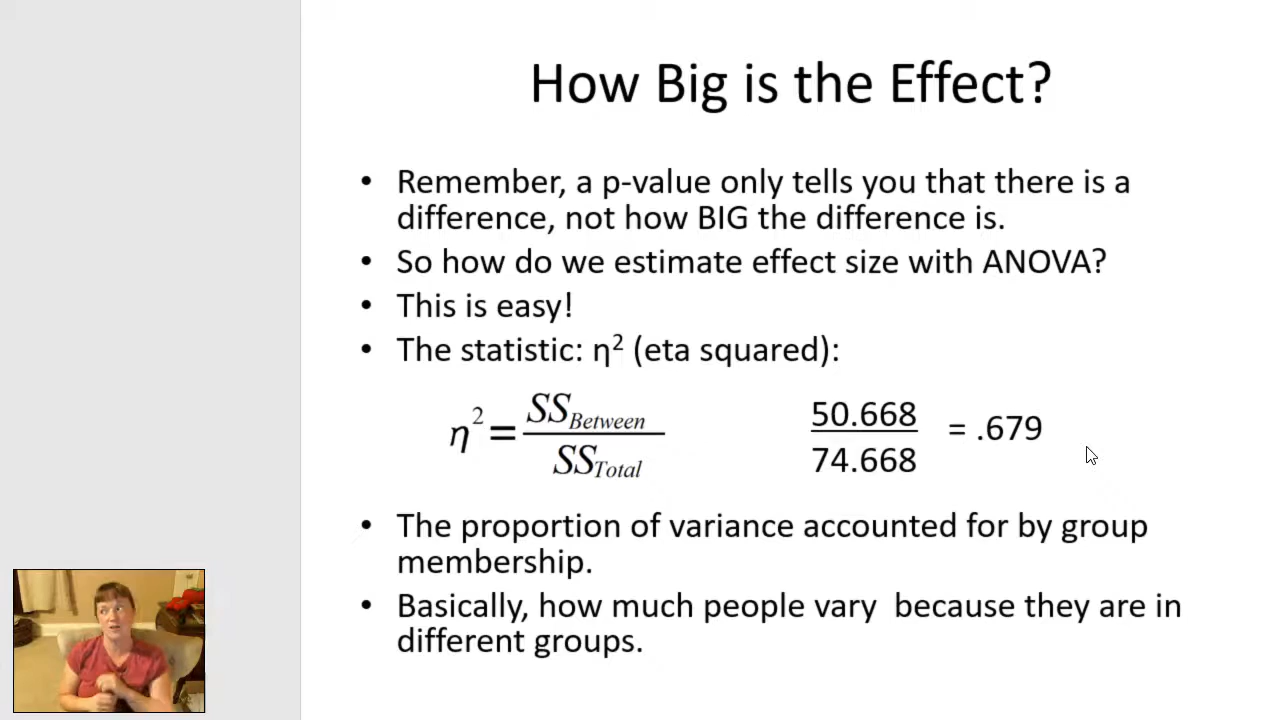 How Big is the Effect?
• Remember, a p-value only tells you that there is a
difference, not how BIG the difference is.
• So how do we estimate effect size with ANOVA?
• This is easy!
• The statistic: η² (eta squared):
η² = SS_Between / SS_Total
50.668 / 74.668 = .679
• The proportion of variance accounted for by group
membership.
• Basically, how much people vary because they are in
different groups.